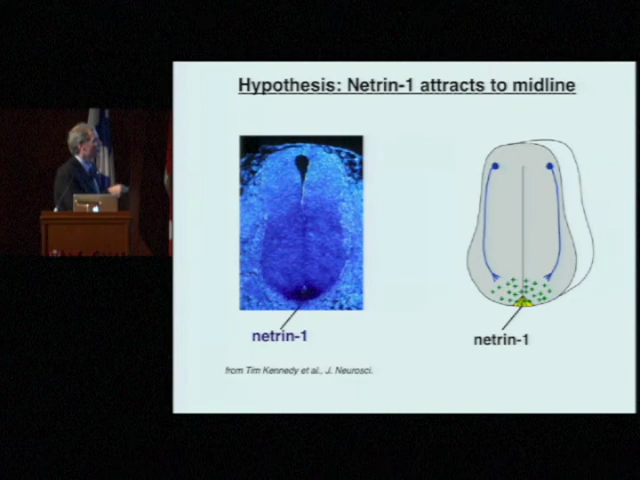 Hypothesis: Netrin-1 attracts to midline
netrin-1
netrin-1
from Tim Kennedy et al., J. Neurosci.